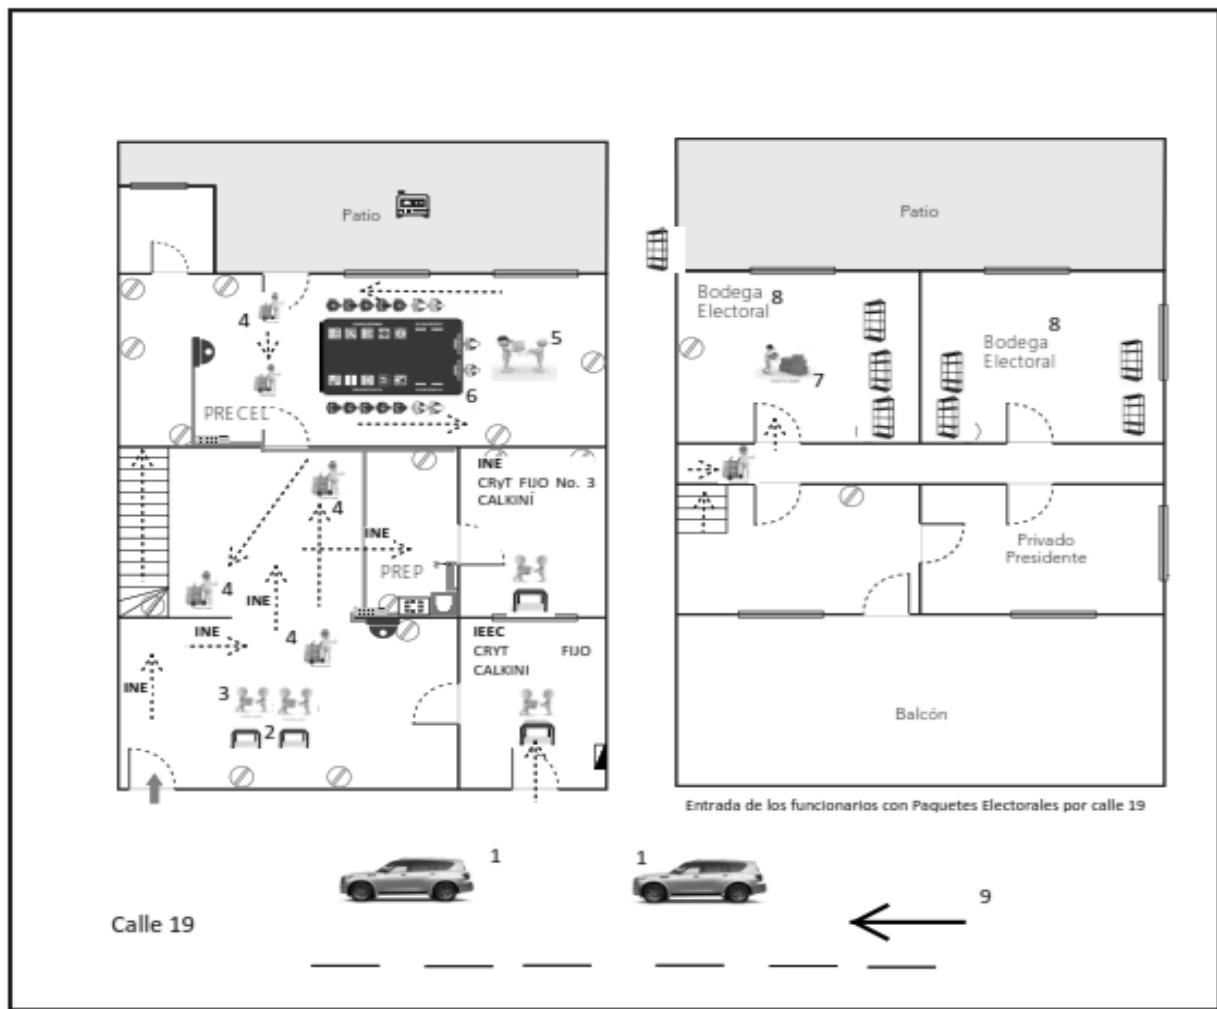 Patio
Patio
Bodega
Electoral
8
8
Bodega
Electoral
4
5
6
7
PRECEL
INE
CRyT FIJO No. 3
CALKINÍ
4
INE
PREP
Privado
Presidente
4
INE
INE
4
IEEC
CRYT FIJO
CALKINI
INE
3
2
Balcón
Entrada de los funcionarios con Paquetes Electorales por calle 19
1
1
9
Calle 19